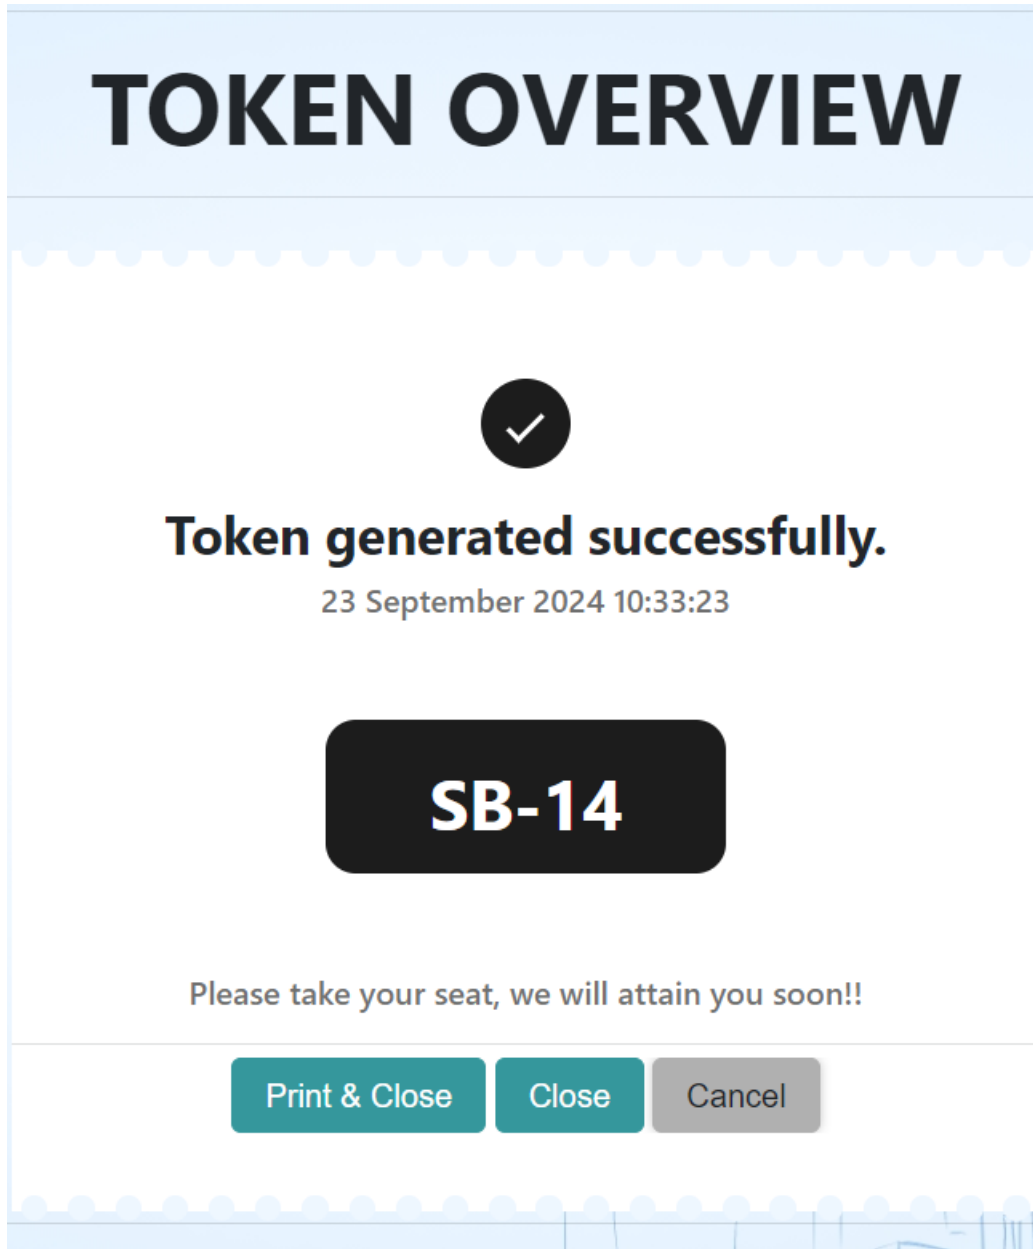 TOKEN OVERVIEW
Token generated successfully.
23 September 2024 10:33:23
SB-14
Please take your seat, we will attain you soon!!
Print & Close Close Cancel